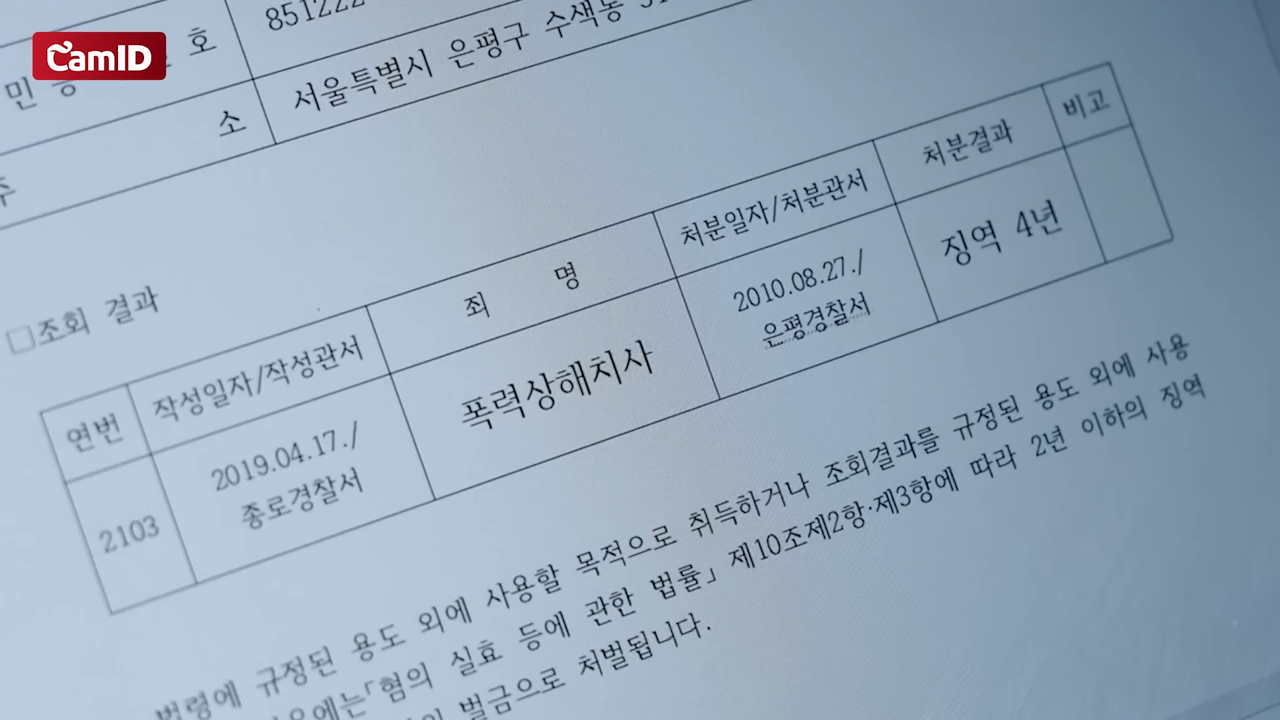 CamID
호
851222
소
서울특별시 은평구 수색동
□조회 결과
연번
작성일자/작성관서
죄 명
처분일자/처분관서
처분결과
비고
2103
2019.04.17./
종로경찰서
폭력상해치사
2010.08.27./
은평경찰서
징역 4년
법령에 규정된 용도 외에 사용할 목적으로 취득하거나 조회결과를 규정된 용도 외에 사용
「혐의 실효 등에 관한 법률」 제10조제2항·제3항에 따라 2년 이하의 징역
벌금으로 처벌됩니다.